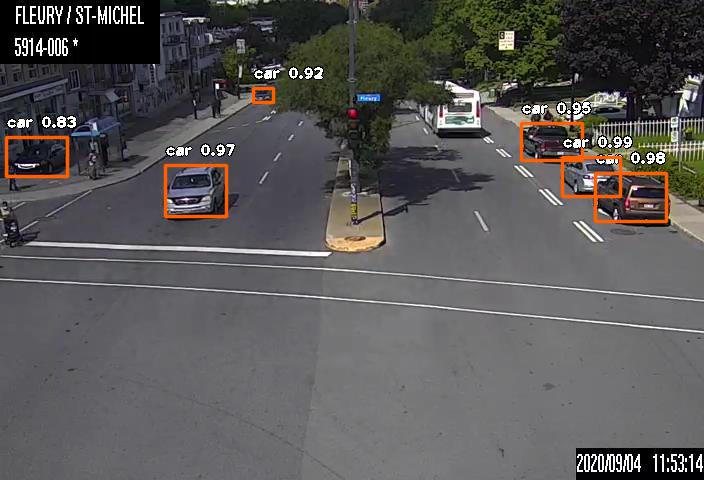 FLEURY / ST-MICHEL
5914-006 *
car 0.92
car 0.83
car 0.97
car 0.95
car 0.99
car 0.98
Fleury
2020/09/04 11:53:14